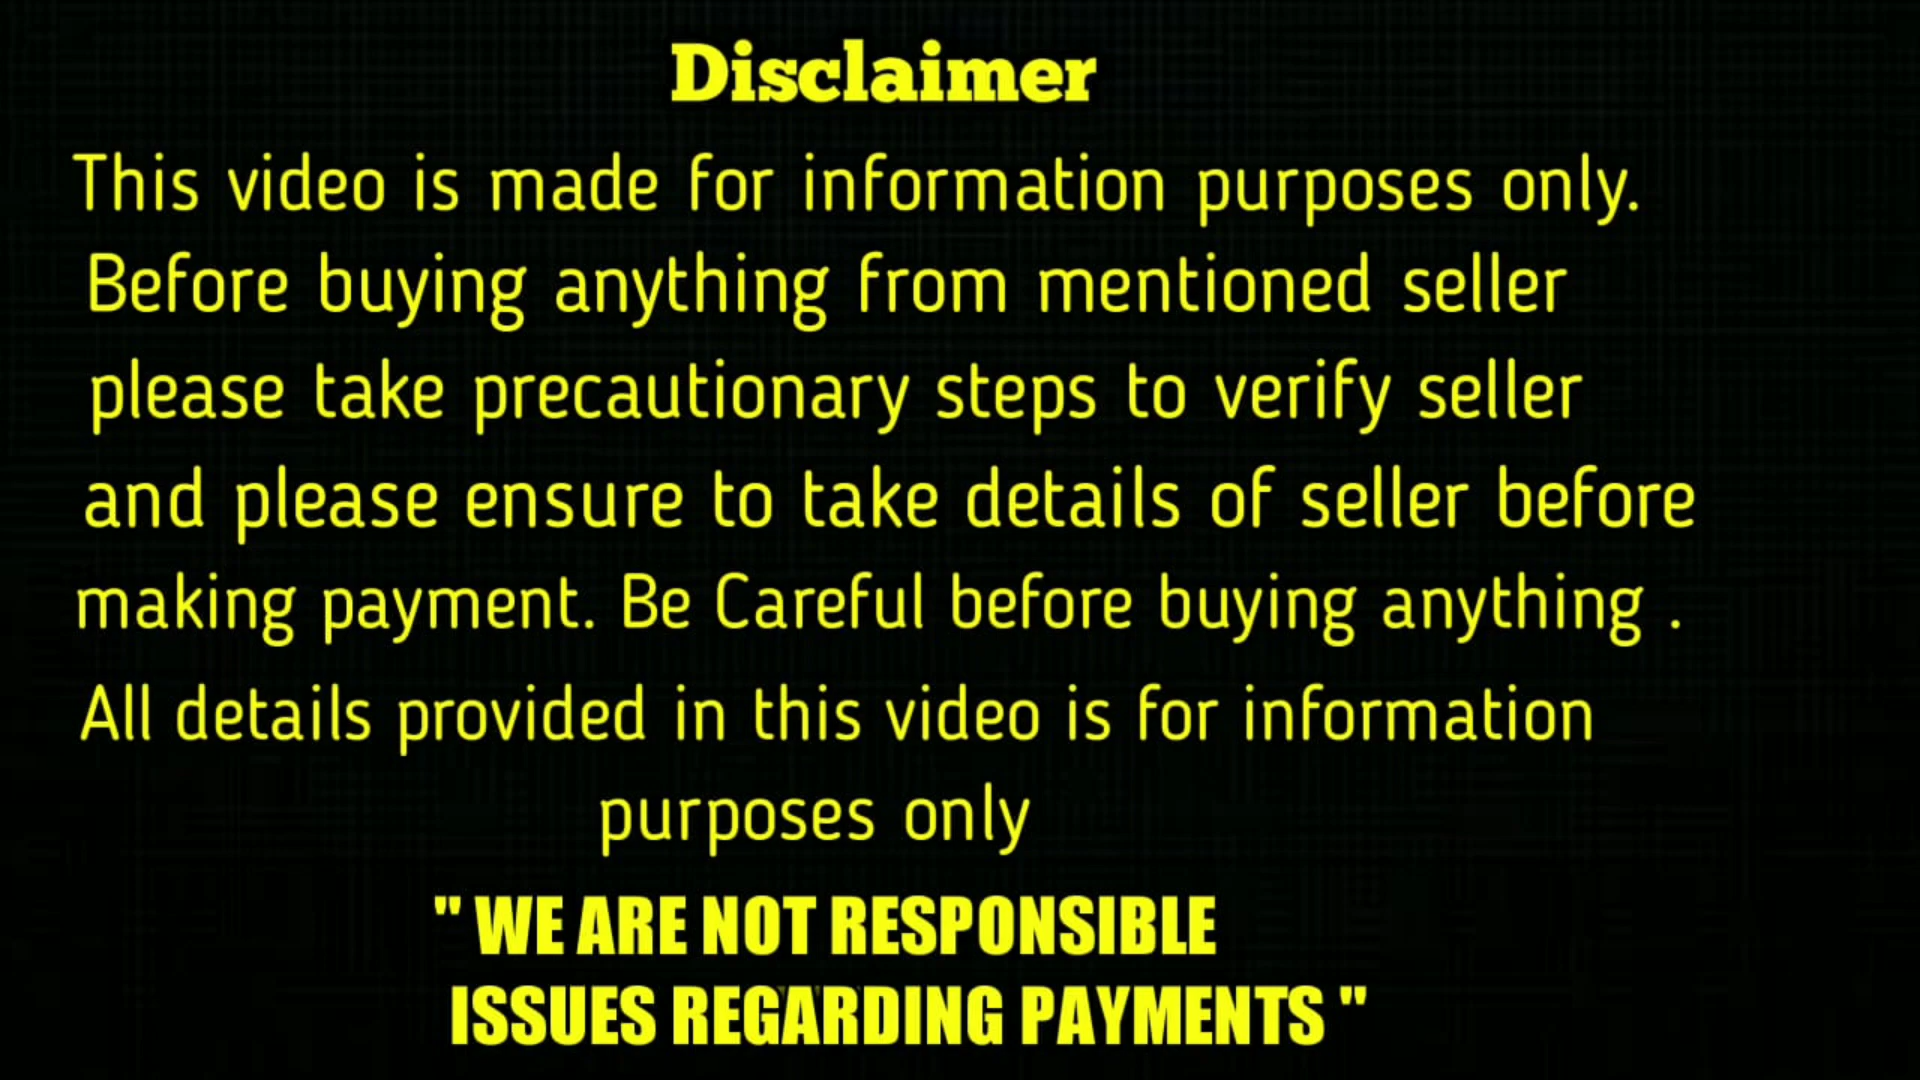 Disclaimer
This video is made for information purposes only.
Before buying anything from mentioned seller
please take precautionary steps to verify seller
and please ensure to take details of seller before
making payment. Be Careful before buying anything .
All details provided in this video is for information
purposes only
" WE ARE NOT RESPONSIBLE
ISSUES REGARDING PAYMENTS "